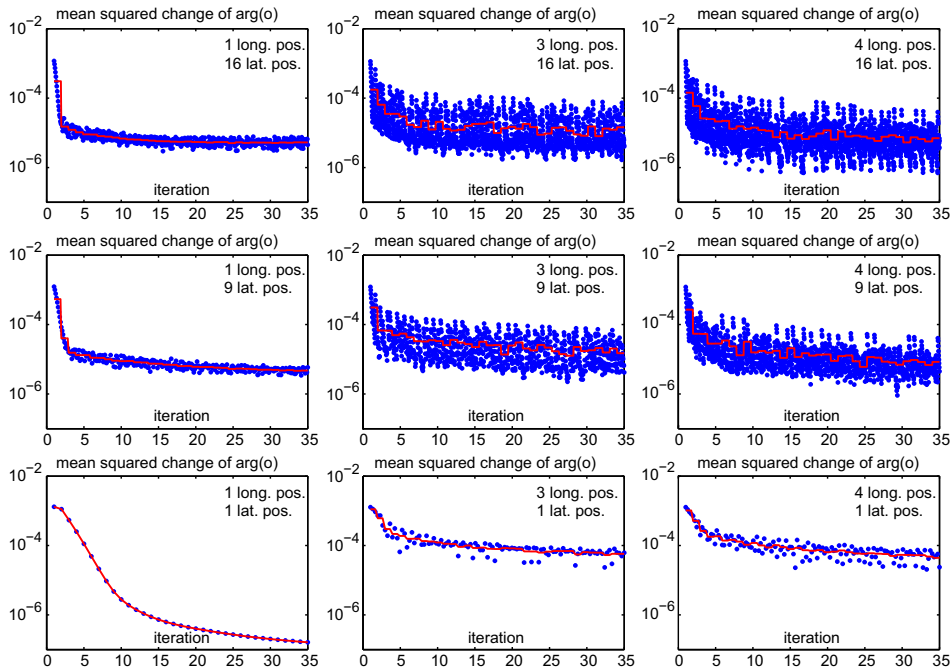 mean squared change of arg(o) mean squared change of arg(o) mean squared change of arg(o)
10⁻² 10⁻² 10⁻²
1 long. pos. 3 long. pos. 4 long. pos.
16 lat. pos. 16 lat. pos. 16 lat. pos.
10⁻⁴ 10⁻⁴ 10⁻⁴
10⁻⁶ 10⁻⁶ 10⁻⁶
iteration iteration iteration
0 5 10 15 20 25 30 35 0 5 10 15 20 25 30 35 0 5 10 15 20 25 30 35
mean squared change of arg(o) mean squared change of arg(o) mean squared change of arg(o)
10⁻² 10⁻² 10⁻²
1 long. pos. 3 long. pos. 4 long. pos.
9 lat. pos. 9 lat. pos. 9 lat. pos.
10⁻⁴ 10⁻⁴ 10⁻⁴
10⁻⁶ 10⁻⁶ 10⁻⁶
iteration iteration iteration
0 5 10 15 20 25 30 35 0 5 10 15 20 25 30 35 0 5 10 15 20 25 30 35
mean squared change of arg(o) mean squared change of arg(o) mean squared change of arg(o)
10⁻² 10⁻² 10⁻²
1 long. pos. 3 long. pos. 4 long. pos.
1 lat. pos. 1 lat. pos. 1 lat. pos.
10⁻⁴ 10⁻⁴ 10⁻⁴
10⁻⁶ 10⁻⁶ 10⁻⁶
iteration iteration iteration
0 5 10 15 20 25 30 35 0 5 10 15 20 25 30 35 0 5 10 15 20 25 30 35